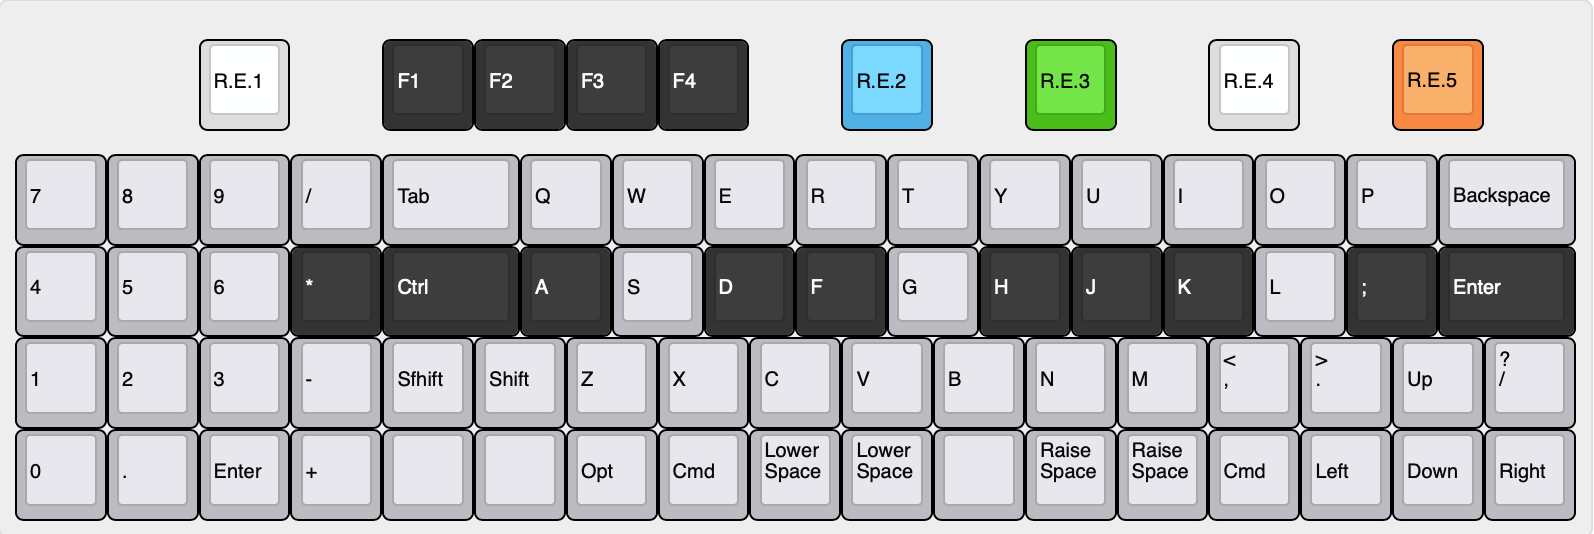 R.E.1 F1 F2 F3 F4 R.E.2 R.E.3 R.E.4 R.E.5
7 8 9 / Tab Q W E R T Y U I O P Backspace
4 5 6 * Ctrl A S D F G H J K L ; Enter
1 2 3 - Sfhift Shift Z X C V B N M < , > . Up ? /
0 . Enter + Opt Cmd Lower Space Lower Space Raise Space Raise Space Cmd Left Down Right